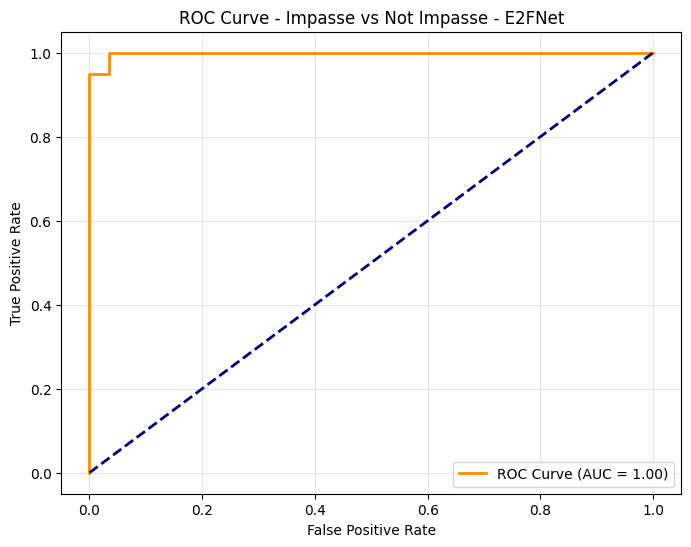 ROC Curve - Impasse vs Not Impasse - E2FNet
1.0
0.8
0.6
0.4
0.2
0.0
True Positive Rate
ROC Curve (AUC = 1.00)
0.0 0.2 0.4 0.6 0.8 1.0
False Positive Rate